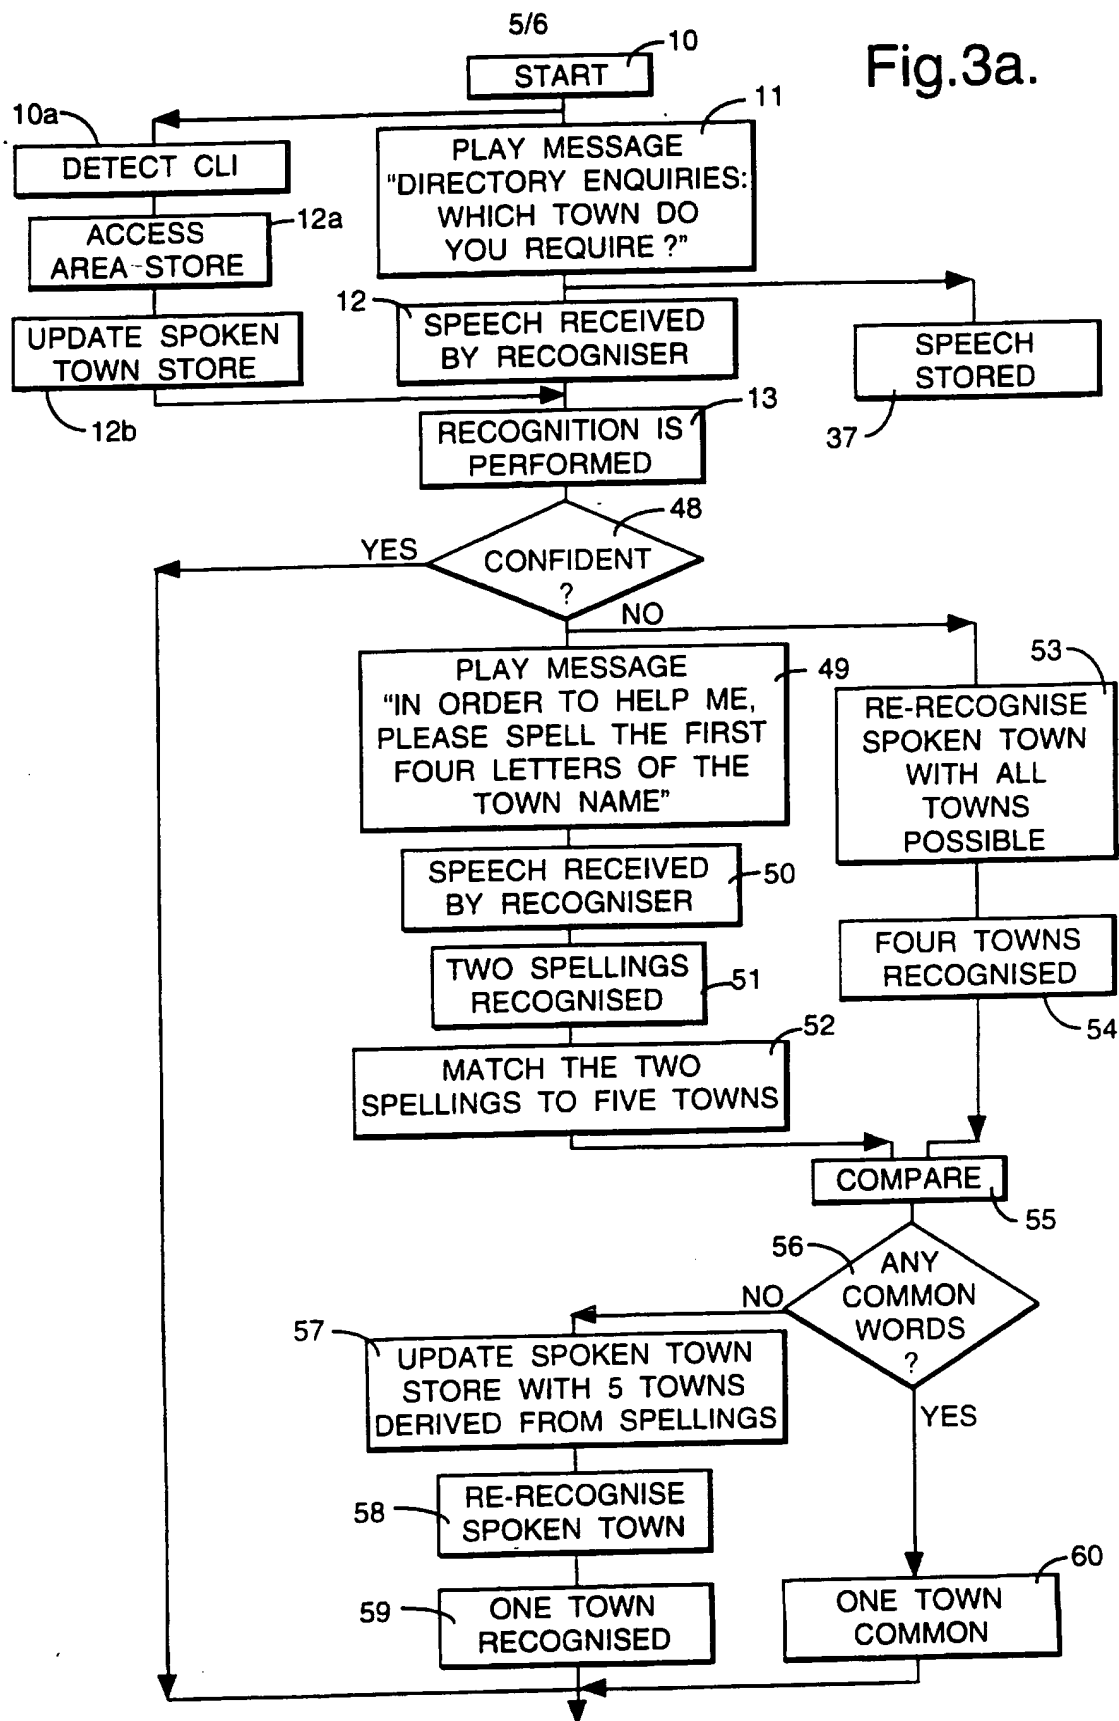 5/6
Fig.3a.
10
START
10a
11
DETECT CLI
PLAY MESSAGE
“DIRECTORY ENQUIRIES:
WHICH TOWN DO
YOU REQUIRE ?”
12a
ACCESS
AREA-STORE
12
SPEECH RECEIVED
BY RECOGNISER
UPDATE SPOKEN
TOWN STORE
12b
SPEECH
STORED
37
13
RECOGNITION IS
PERFORMED
48
CONFIDENT
?
YES
NO
PLAY MESSAGE
“IN ORDER TO HELP ME,
PLEASE SPELL THE FIRST
FOUR LETTERS OF THE
TOWN NAME”
49
53
RE-RECOGNISE
SPOKEN TOWN
WITH ALL
TOWNS
POSSIBLE
SPEECH RECEIVED
BY RECOGNISER
50
TWO SPELLINGS
RECOGNISED
51
FOUR TOWNS
RECOGNISED
54
52
MATCH THE TWO
SPELLINGS TO FIVE TOWNS
COMPARE
55
56
ANY
COMMON
WORDS
?
NO
YES
57
UPDATE SPOKEN TOWN
STORE WITH 5 TOWNS
DERIVED FROM SPELLINGS
58
RE-RECOGNISE
SPOKEN TOWN
59
ONE TOWN
RECOGNISED
60
ONE TOWN
COMMON